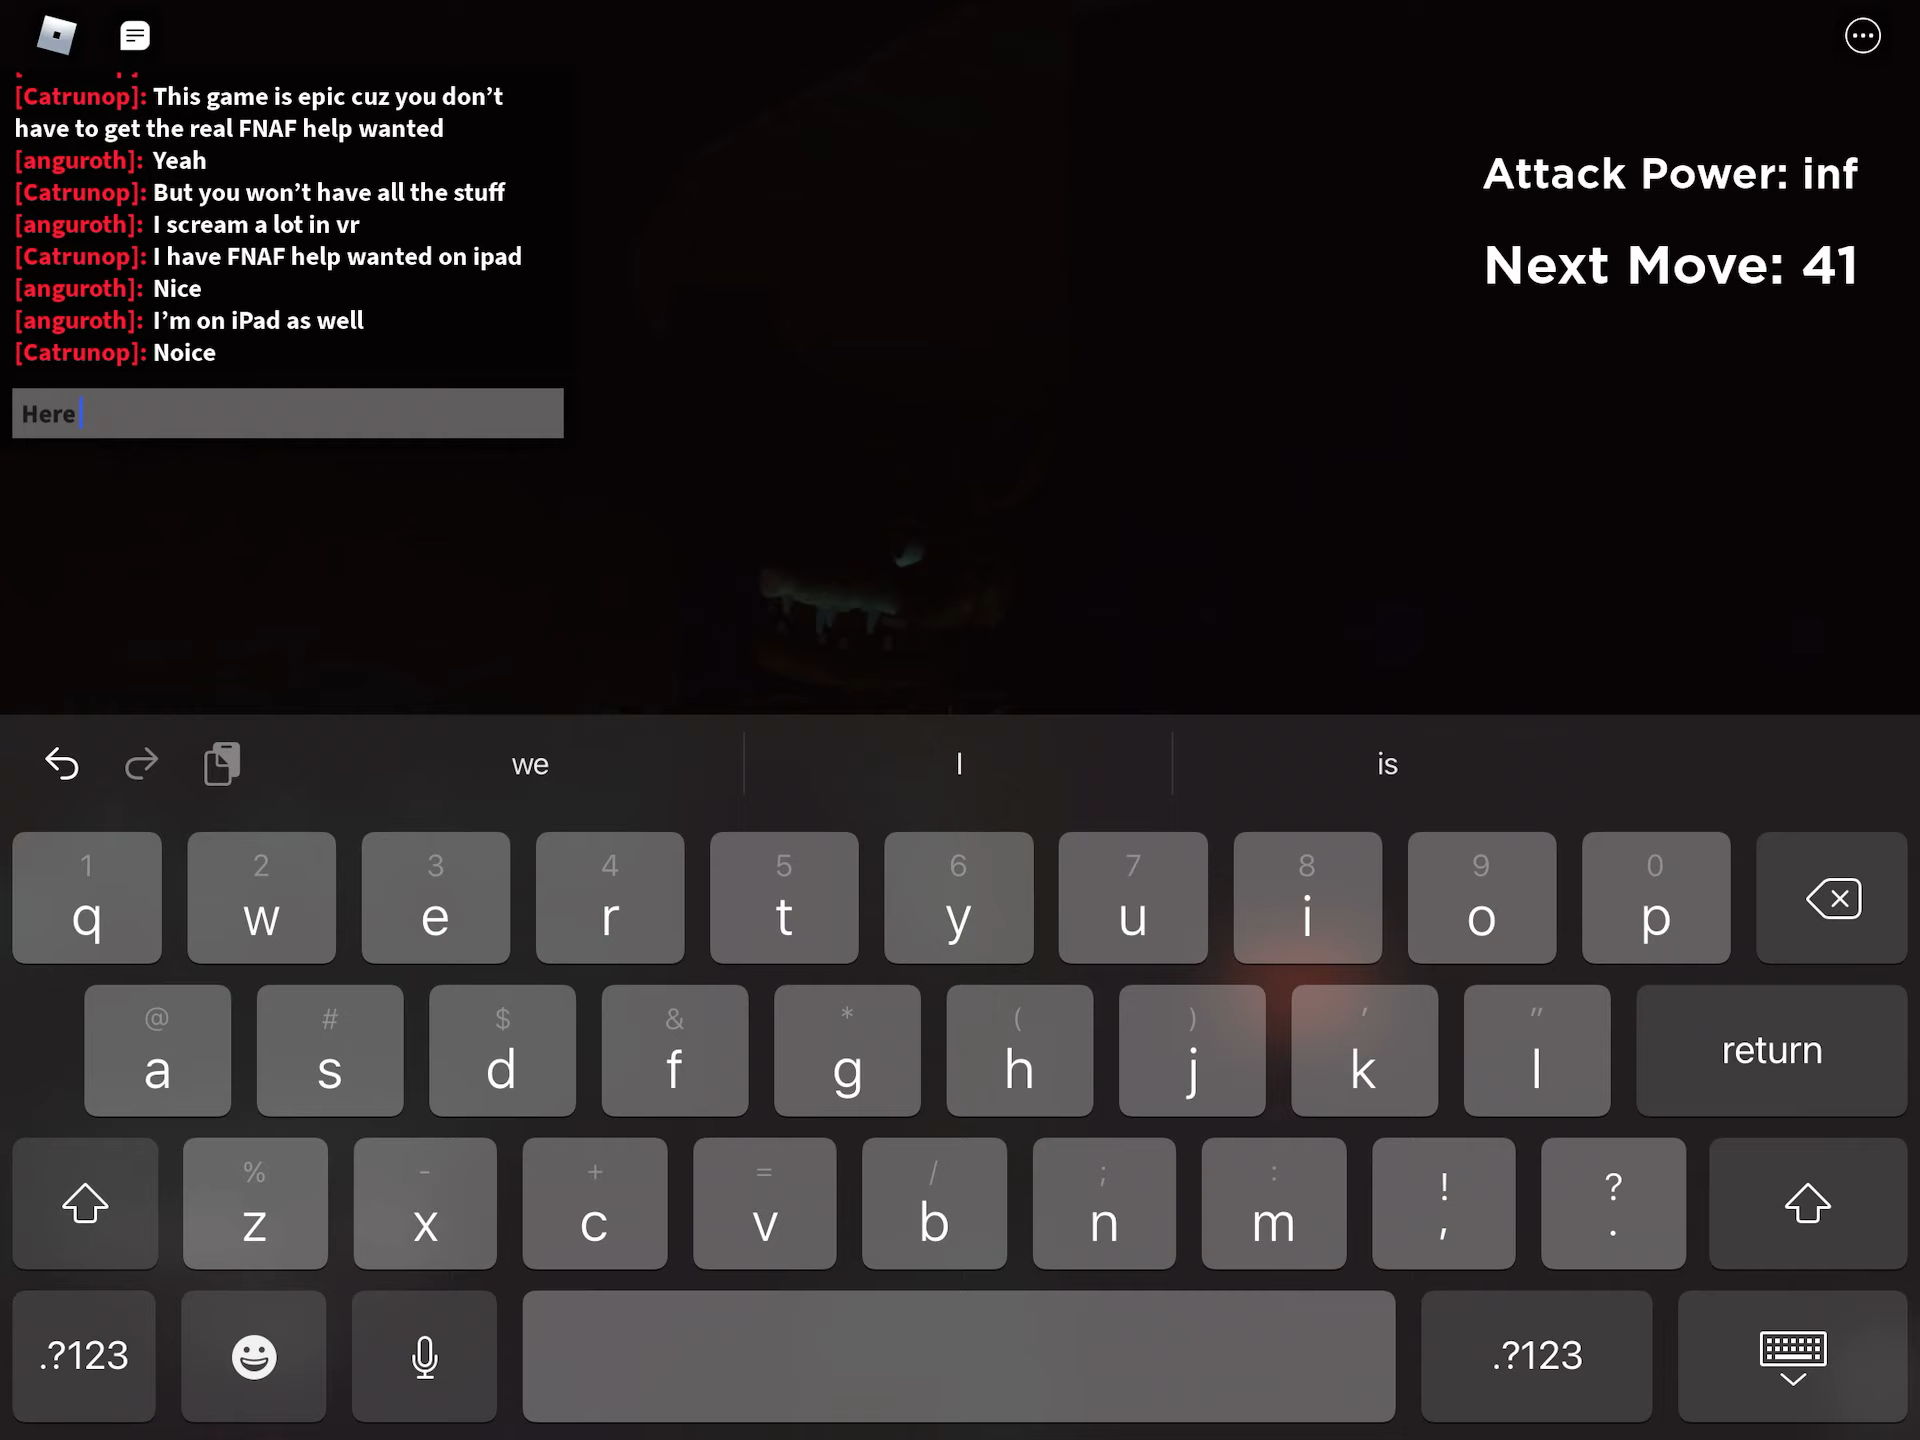 [Catrunop]: This game is epic cuz you don’t
have to get the real FNAF help wanted
[anguroth]: Yeah
[Catrunop]: But you won’t have all the stuff
[anguroth]: I scream a lot in vr
[Catrunop]: I have FNAF help wanted on ipad
[anguroth]: Nice
[anguroth]: I’m on iPad as well
[Catrunop]: Noice
Here
Attack Power: inf
Next Move: 41
we I is
1 2 3 4 5 6 7 8 9 0
q w e r t y u i o p
@ # $ & * ( ) ' "
a s d f g h j k l return
% - + = / ; : ! ?
z x c v b n m , .
.?123 .?123